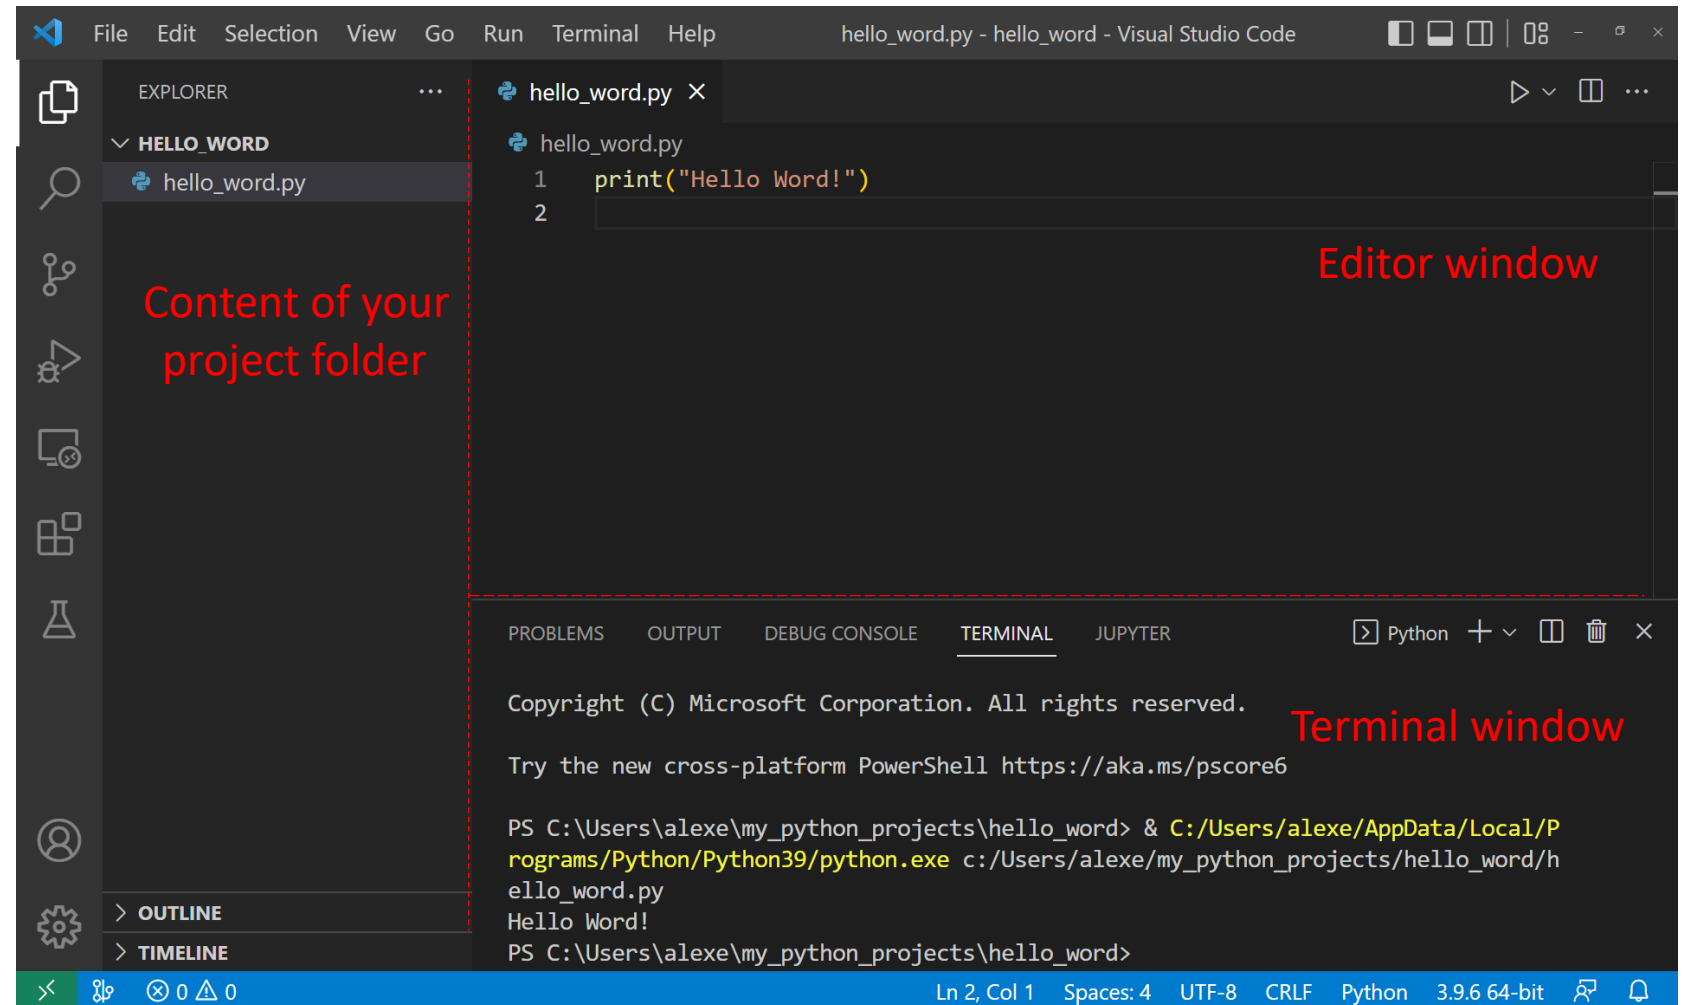 File Edit Selection View Go Run Terminal Help hello_word.py - hello_word - Visual Studio Code
EXPLORER
HELLO_WORD
hello_word.py
Content of your
project folder
OUTLINE
TIMELINE
hello_word.py
hello_word.py
1 print("Hello Word!")
2
Editor window
PROBLEMS OUTPUT DEBUG CONSOLE TERMINAL JUPYTER Python
Copyright (C) Microsoft Corporation. All rights reserved.
Terminal window
Try the new cross-platform PowerShell https://aka.ms/pscore6
PS C:\Users\alexe\my_python_projects\hello_word> & C:/Users/alexe/AppData/Local/P
rograms/Python/Python39/python.exe c:/Users/alexe/my_python_projects/hello_word/h
ello_word.py
Hello Word!
PS C:\Users\alexe\my_python_projects\hello_word>
0 0 Ln 2, Col 1 Spaces: 4 UTF-8 CRLF Python 3.9.6 64-bit